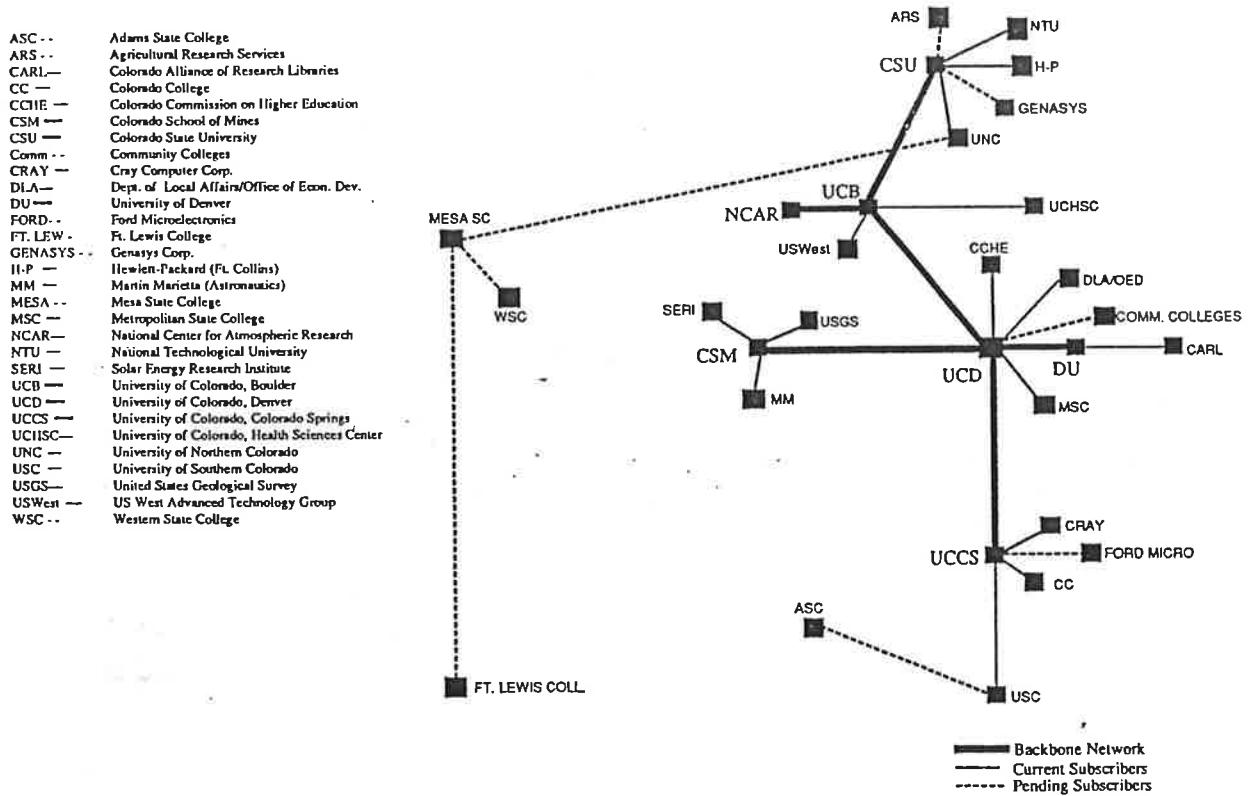 ASC - - Adams State College
ARS - - Agricultural Research Services
CARL— Colorado Alliance of Research Libraries
CC — Colorado College
CCHE — Colorado Commission on Higher Education
CSM — Colorado School of Mines
CSU — Colorado State University
Comm - - Community Colleges
CRAY — Cray Computer Corp.
DLA— Dept. of Local Affairs/Office of Econ. Dev.
DU — University of Denver
FORD- - Ford Microelectronics
FT. LEW - Ft. Lewis College
GENASYS - - Genasys Corp.
H-P — Hewlett-Packard (Ft. Collins)
MM — Martin Marietta (Astronautics)
MESA - - Mesa State College
MSC — Metropolitan State College
NCAR— National Center for Atmospheric Research
NTU — National Technological University
SERI — Solar Energy Research Institute
UCB — University of Colorado, Boulder
UCD — University of Colorado, Denver
UCCS — University of Colorado, Colorado Springs
UCHSC— University of Colorado, Health Sciences Center
UNC — University of Northern Colorado
USC — University of Southern Colorado
USGS— United States Geological Survey
USWest — US West Advanced Technology Group
WSC - - Western State College
ARS
NTU
CSU
H-P
GENASYS
UNC
UCB
NCAR
UCHSC
MESA SC
USWest
CCHE
DLA/OED
WSC
SERI
USGS
COMM. COLLEGES
CSM
UCD
DU
CARL
MM
MSC
CRAY
UCCS
FORD MICRO
CC
ASC
FT. LEWIS COLL.
USC
Backbone Network
Current Subscribers
Pending Subscribers